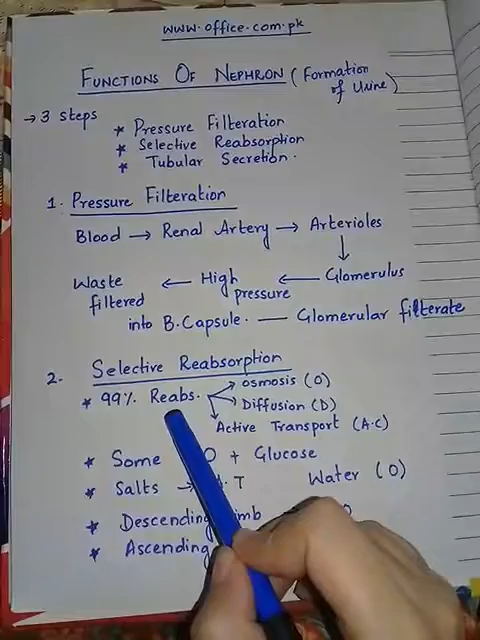 www.office.com.pk
FUNCTIONS OF NEPHRON (Formation of Urine)
→ 3 steps
* Pressure Filteration
* Selective Reabsorption
* Tubular Secretion.
1. Pressure Filteration
Blood → Renal Artery → Arterioles
↓
Waste filtered ← High pressure ← Glomerulus
into B.Capsule. — Glomerular filterate
2. Selective Reabsorption
* 99% Reabs. → osmosis (O)
→ Diffusion (D)
→ Active Transport (A.C)
* Some O + Glucose
* Salts → T Water (O)
* Descending
* Ascending